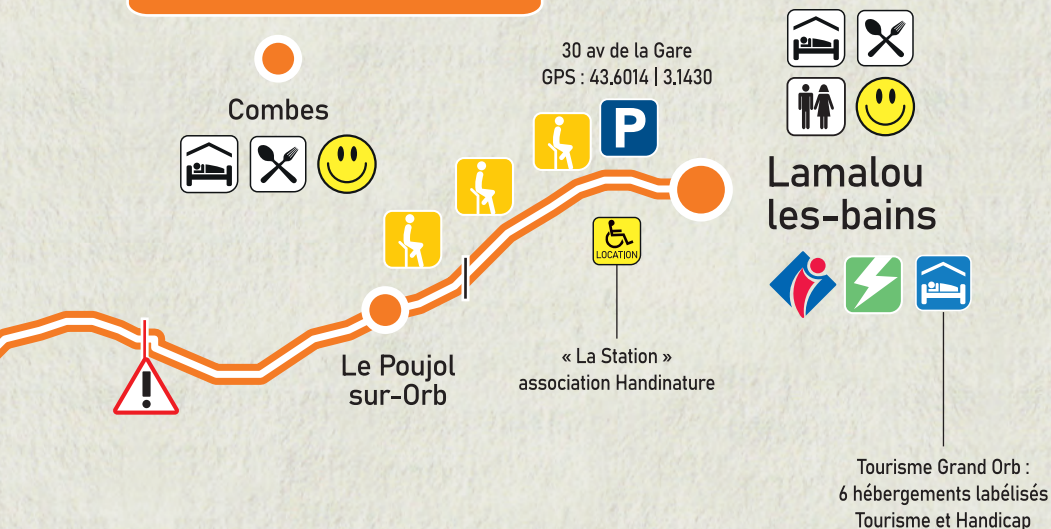 30 av de la Gare
GPS : 43.6014 | 3.1430
P
Combes
Lamalou
les-bains
LOCATION
Le Poujol
sur-Orb
« La Station »
association Handinature
Tourisme Grand Orb :
6 hébergements labélisés
Tourisme et Handicap